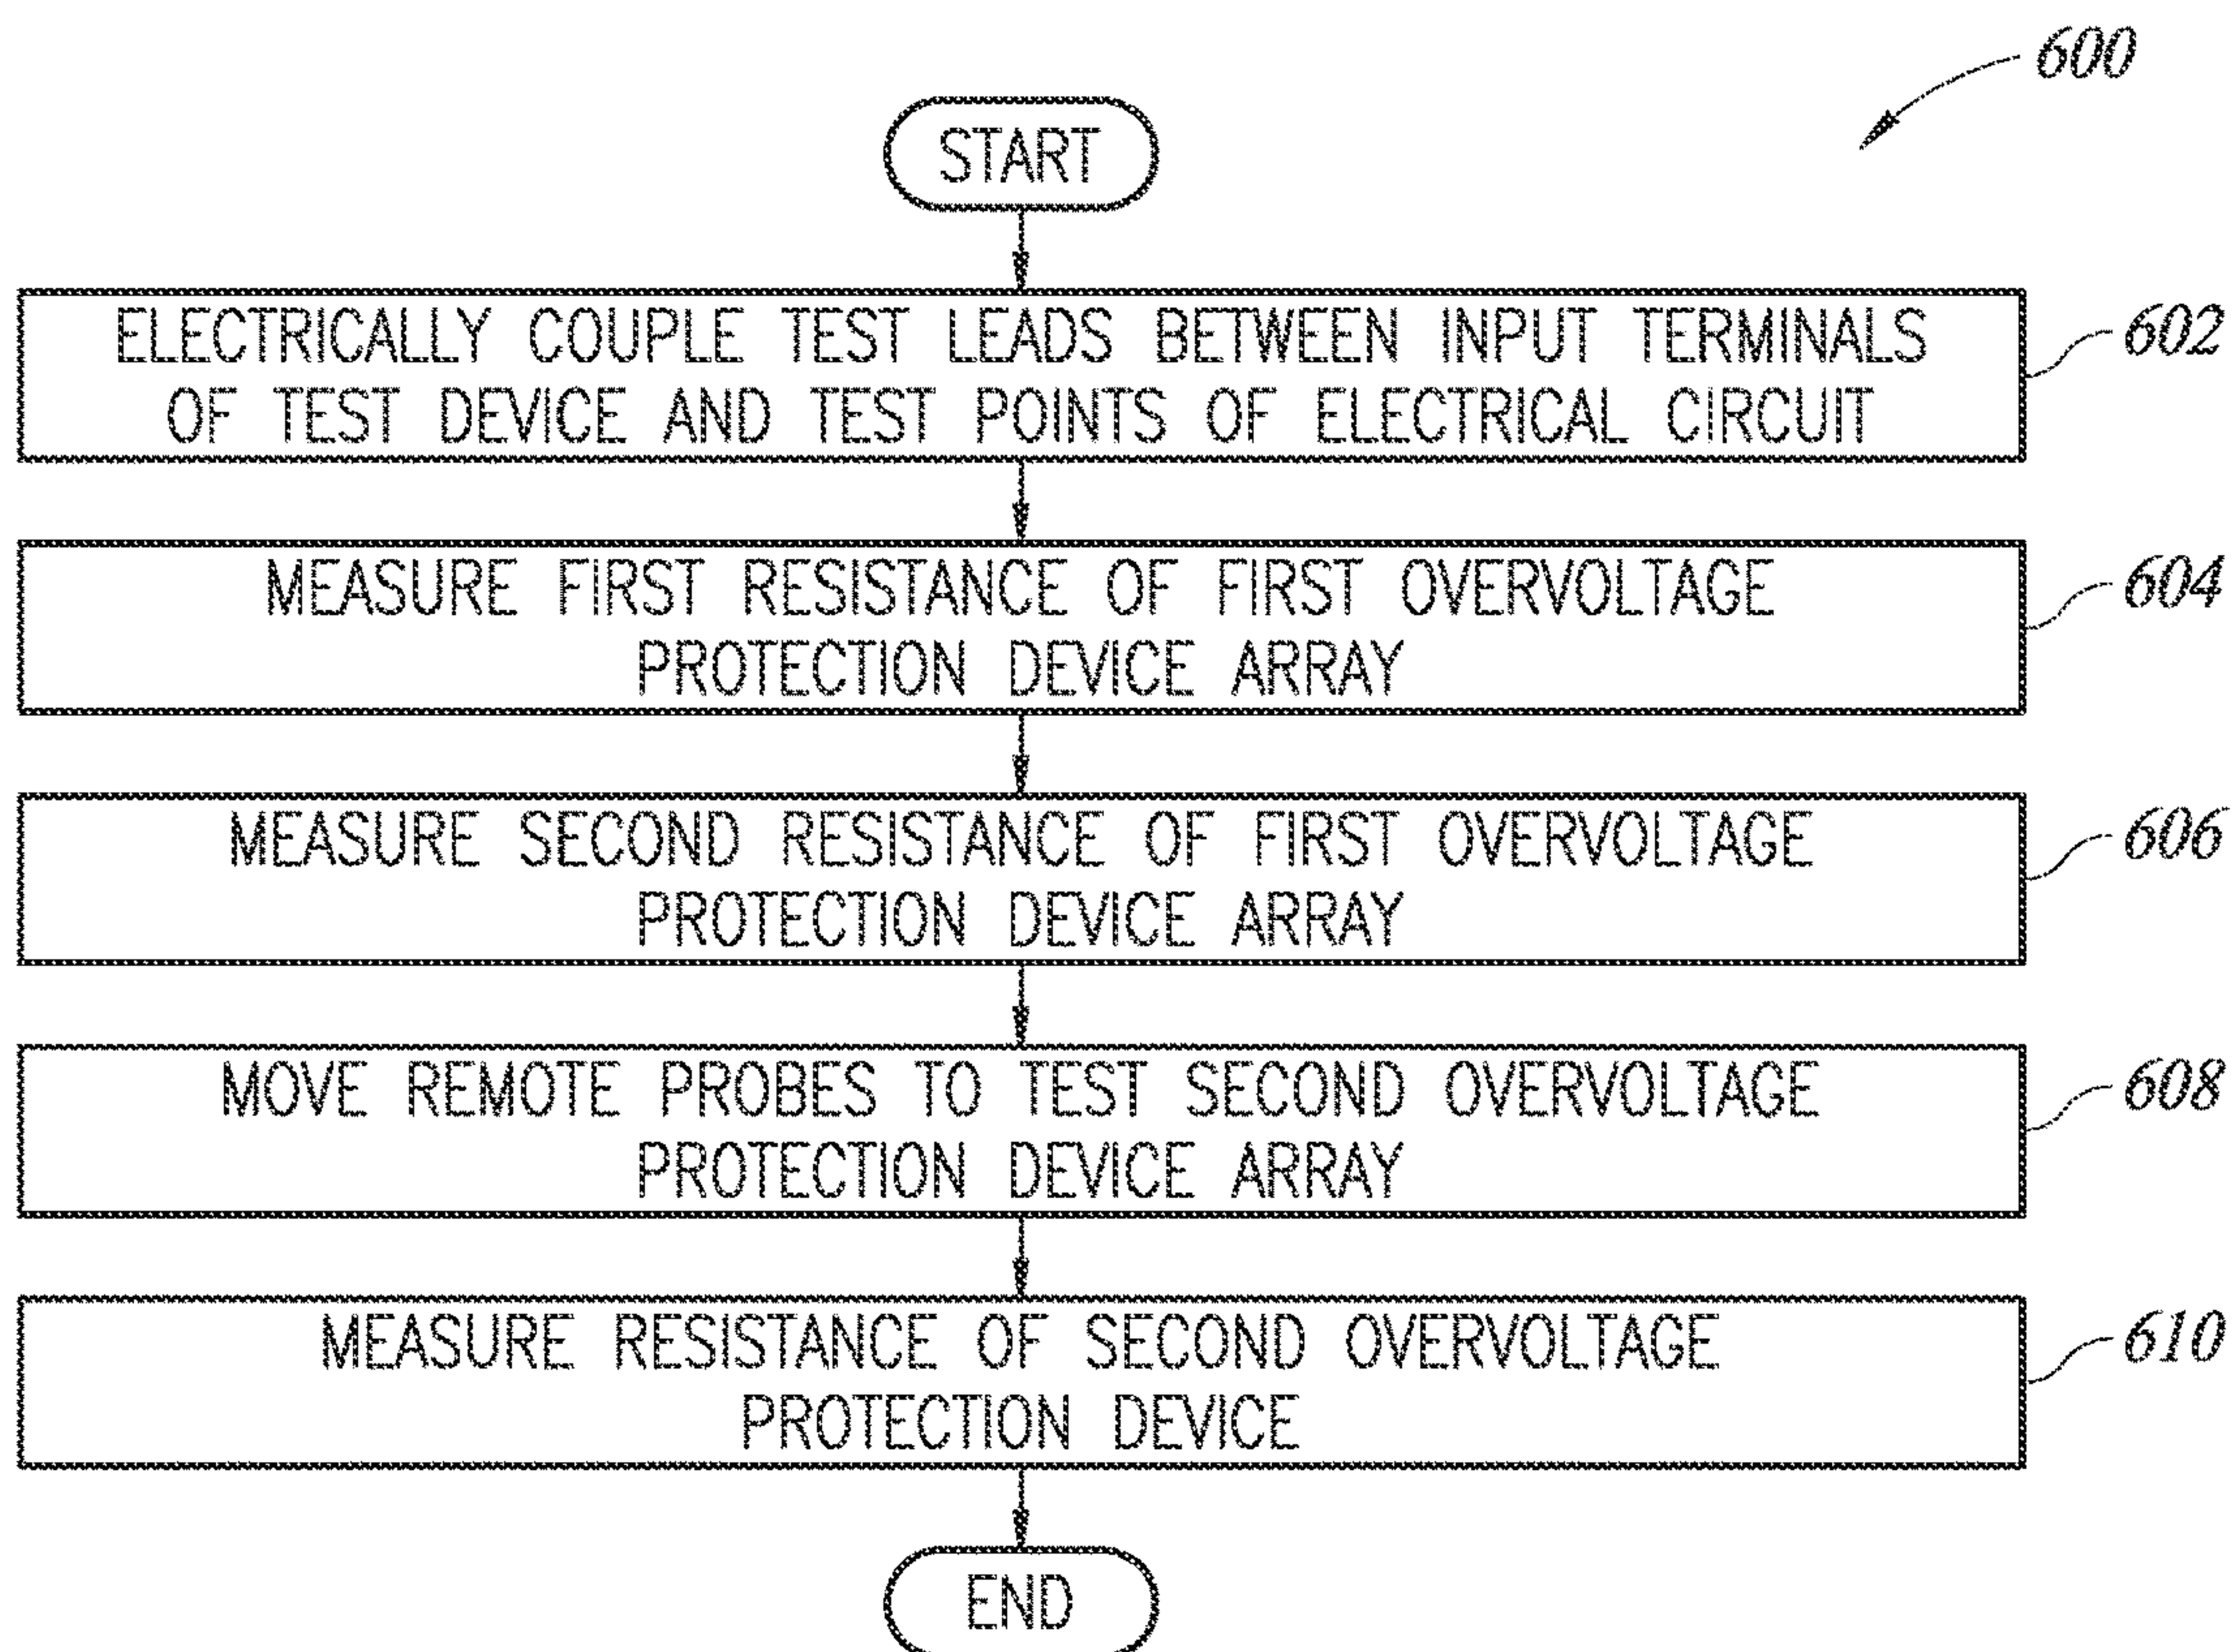 600
START
ELECTRICALLY COUPLE TEST LEADS BETWEEN INPUT TERMINALS
OF TEST DEVICE AND TEST POINTS OF ELECTRICAL CIRCUIT
602
MEASURE FIRST RESISTANCE OF FIRST OVERVOLTAGE
PROTECTION DEVICE ARRAY
604
MEASURE SECOND RESISTANCE OF FIRST OVERVOLTAGE
PROTECTION DEVICE ARRAY
606
MOVE REMOTE PROBES TO TEST SECOND OVERVOLTAGE
PROTECTION DEVICE ARRAY
608
MEASURE RESISTANCE OF SECOND OVERVOLTAGE
PROTECTION DEVICE
610
END